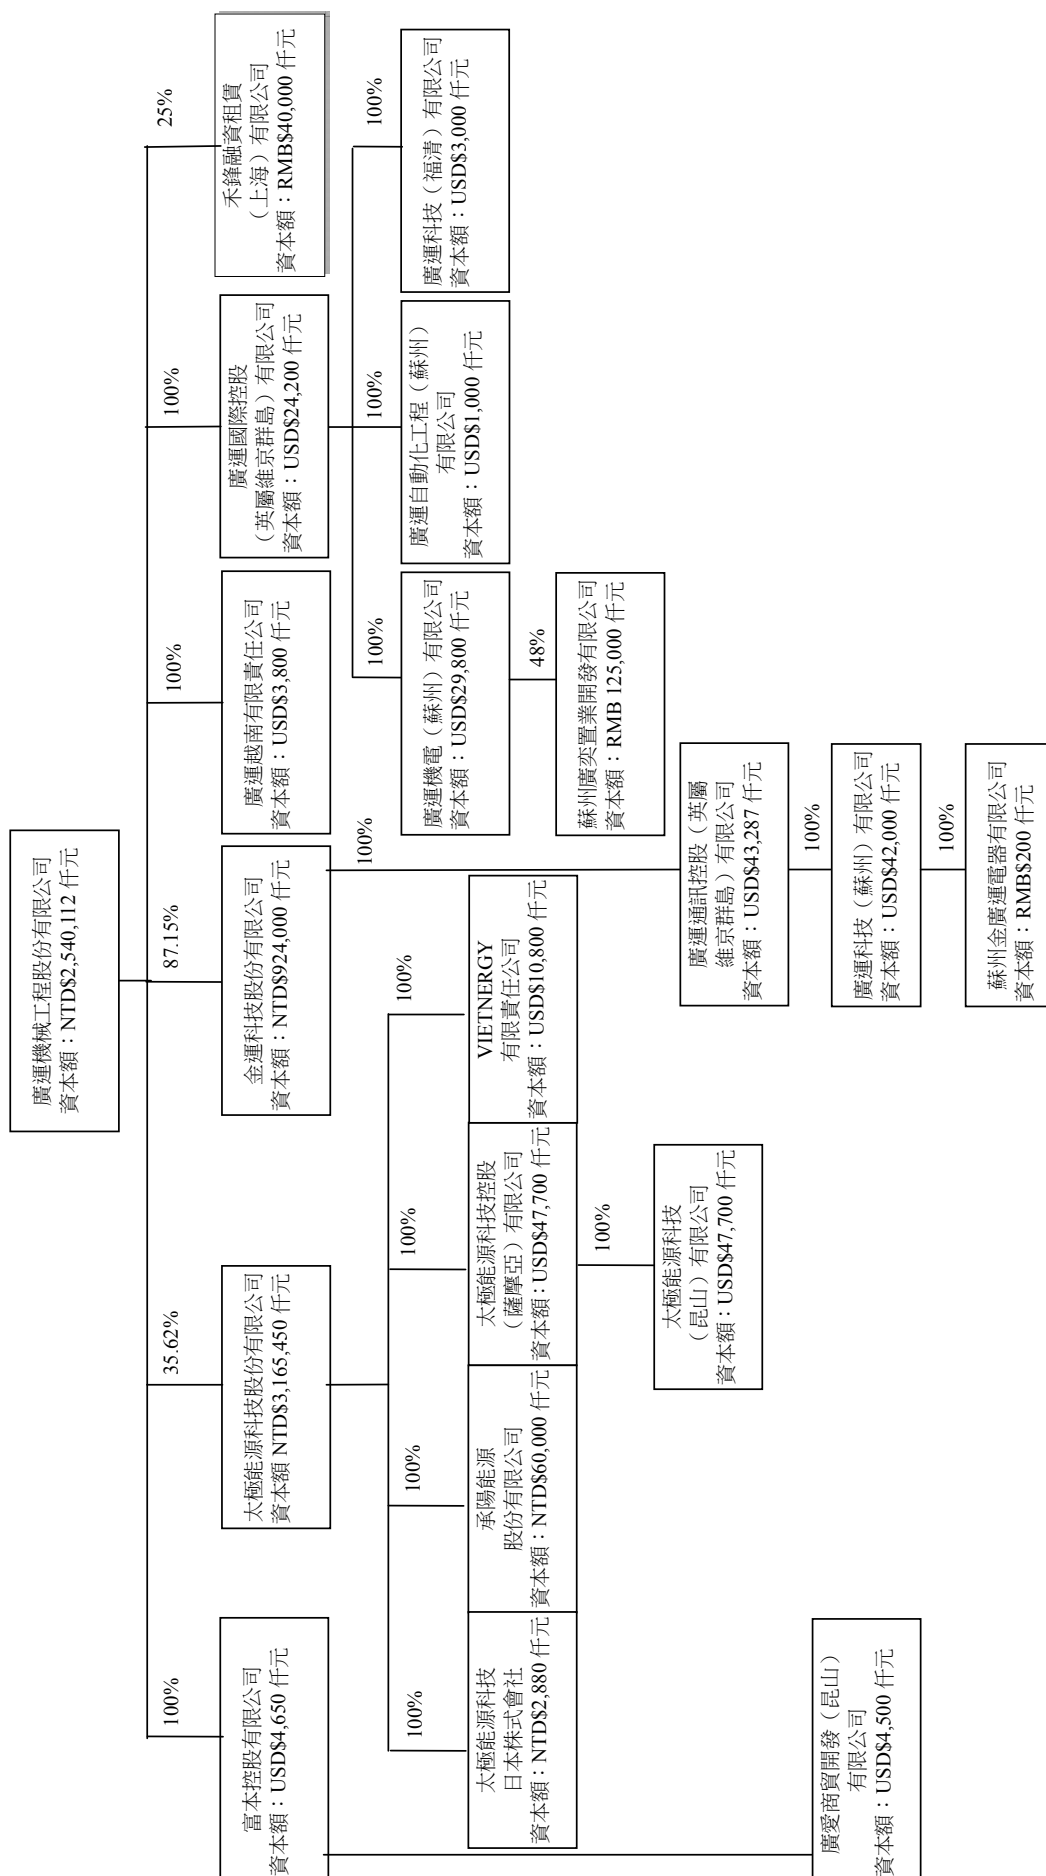 廣運機械工程股份有限公司
資本額：NTD$2,540,112 仟元
100%
35.62%
87.15%
100%
100%
25%
富本控股有限公司
資本額：USD$4,650 仟元
太極能源科技股份有限公司
資本額 NTD$3,165,450 仟元
金運科技股份有限公司
資本額：NTD$924,000 仟元
廣運越南有限責任公司
資本額：USD$3,800 仟元
廣運國際控股
（英屬維京群島）有限公司
資本額：USD$24,200 仟元
禾鋒融資租賃
（上海）有限公司
資本額：RMB$40,000 仟元
100%
100%
100%
100%
100%
100%
100%
100%
太極能源科技
日本株式會社
資本額：NTD$2,880 仟元
承陽能源
股份有限公司
資本額：NTD$60,000 仟元
太極能源科技控股
（薩摩亞）有限公司
資本額：USD$47,700 仟元
VIETNERGY
有限責任公司
資本額：USD$10,800 仟元
廣運機電（蘇州）有限公司
資本額：USD$29,800 仟元
廣運自動化工程（蘇州）
有限公司
資本額：USD$1,000 仟元
廣運科技（福清）有限公司
資本額：USD$3,000 仟元
100%
48%
太極能源科技
（昆山）有限公司
資本額：USD$47,700 仟元
蘇州廣奕置業開發有限公司
資本額：RMB 125,000 仟元
廣運通訊控股（英屬
維京群島）有限公司
資本額：USD$43,287 仟元
100%
廣愛商貿開發（昆山）
有限公司
資本額：USD$4,500 仟元
廣運科技（蘇州）有限公司
資本額：USD$42,000 仟元
100%
蘇州金廣運電器有限公司
資本額：RMB$200 仟元